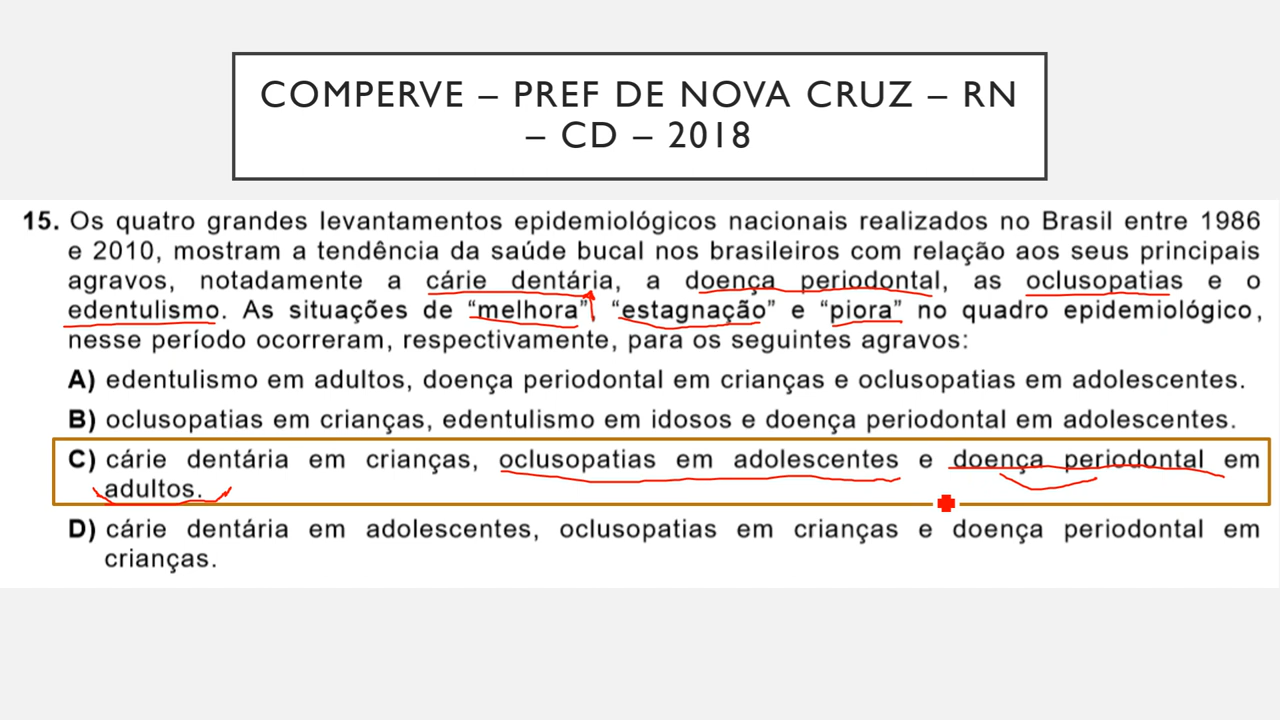 COMPERVE – PREF DE NOVA CRUZ – RN
– CD – 2018
15. Os quatro grandes levantamentos epidemiológicos nacionais realizados no Brasil entre 1986
e 2010, mostram a tendência da saúde bucal nos brasileiros com relação aos seus principais
agravos, notadamente a cárie dentária, a doença periodontal, as oclusopatias e o
edentulismo. As situações de “melhora”, “estagnação” e “piora” no quadro epidemiológico,
nesse período ocorreram, respectivamente, para os seguintes agravos:
A) edentulismo em adultos, doença periodontal em crianças e oclusopatias em adolescentes.
B) oclusopatias em crianças, edentulismo em idosos e doença periodontal em adolescentes.
C) cárie dentária em crianças, oclusopatias em adolescentes e doença periodontal em
adultos.
D) cárie dentária em adolescentes, oclusopatias em crianças e doença periodontal em
crianças.